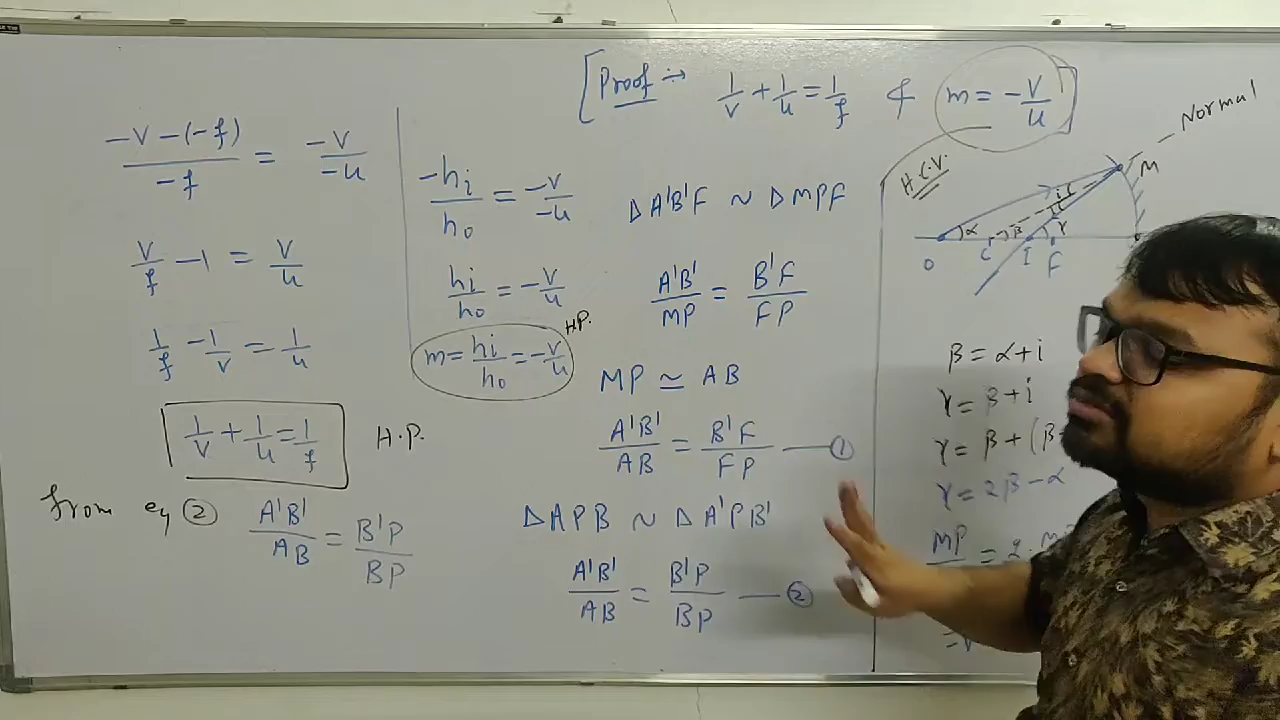 [Proof :→ 1/v + 1/u = 1/f & m = -v/u]
(-v-(-f))/-f = -v/-u
v/f - 1 = v/u
1/f - 1/v = 1/u
1/v + 1/u = 1/f H.P.
from eq ② A'B'/AB = B'P/BP
-hi/ho = -v/-u
hi/ho = -v/u
m = hi/ho = -v/u HP.
ΔA'B'F ~ ΔMPF
A'B'/MP = B'F/FP
MP ≃ AB
A'B'/AB = B'F/FP —①
ΔAPB ~ ΔA'PB'
A'B'/AB = B'P/BP —②
H.C.V.
Normal
M
i
i
α β γ
O C I F
β = α+i
γ = β+i
γ = β + (β
γ = 2β-α
MP = 2.